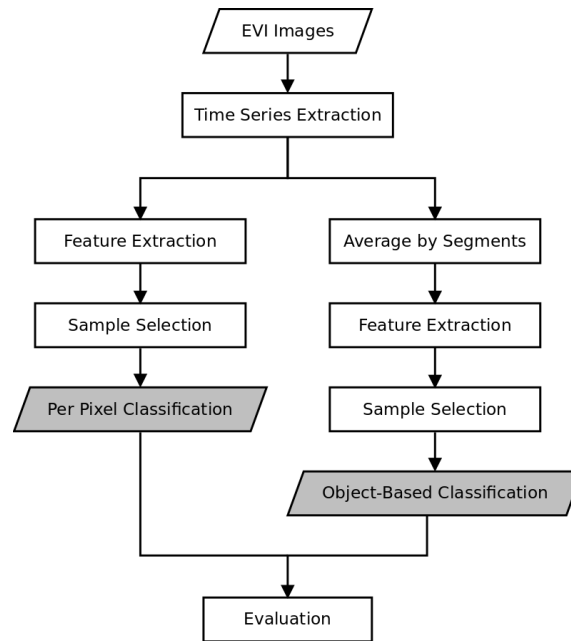 EVI Images
Time Series Extraction
Feature Extraction
Average by Segments
Sample Selection
Feature Extraction
Per Pixel Classification
Sample Selection
Object-Based Classification
Evaluation